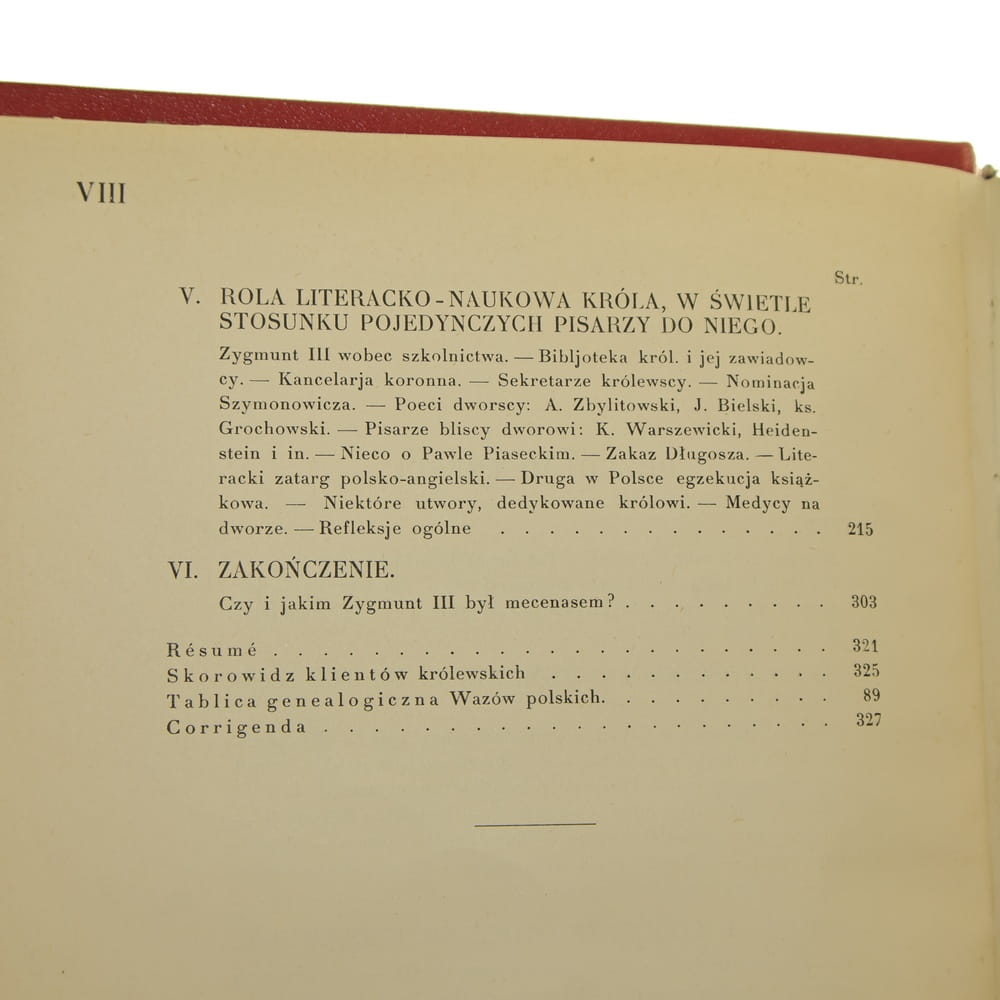 VIII
Str.
V. ROLA LITERACKO-NAUKOWA KRÓLA, W ŚWIETLE
STOSUNKU POJEDYNCZYCH PISARZY DO NIEGO.
Zygmunt III wobec szkolnictwa. — Bibljoteka król. i jej zawiadow-
cy. — Kancelarja koronna. — Sekretarze królewscy. — Nominacja
Szymonowicza. — Poeci dworscy: A. Zbylitowski, J. Bielski, ks.
Grochowski. — Pisarze bliscy dworowi: K. Warszewicki, Heiden-
stein i in. — Nieco o Pawle Piaseckim. — Zakaz Długosza. — Lite-
racki zatarg polsko-angielski. — Druga w Polsce egzekucja książ-
kowa. — Niektóre utwory, dedykowane królowi. — Medycy na
dworze. — Refleksje ogólne . . . . . . . . . . . . . . 215
VI. ZAKOŃCZENIE.
Czy i jakim Zygmunt III był mecenasem? . . . . . . . . . 303
Résumé . . . . . . . . . . . . . . . . . . . . . . 321
Skorowidz klientów królewskich . . . . . . . . . . . . 325
Tablica genealogiczna Wazów polskich. . . . . . . . . . 89
Corrigenda . . . . . . . . . . . . . . . . . . . . 327